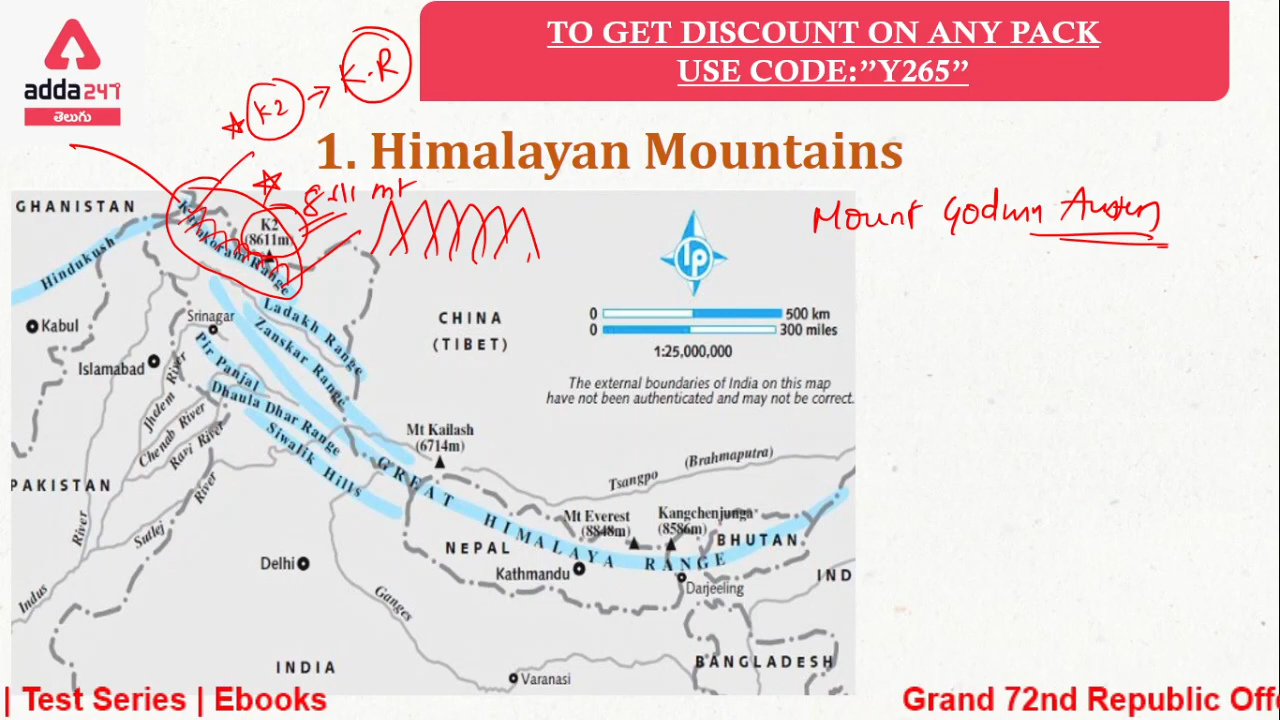 TO GET DISCOUNT ON ANY PACK
USE CODE:”Y265”
adda247
తెలుగు
K2 → K.R
1. Himalayan Mountains
8611 mt
Mount Godwin Austen
GHANISTAN
K2
(8611m)
Karakoram Range
Hindukush
Ladakh Range
Zanskar Range
Srinagar
Kabul
Islamabad
Pir Panjal
Dhaula Dhar Range
Siwalik Hills
Jhelem River
Chenab River
Ravi River
CHINA
(TIBET)
0 500 km
0 300 miles
1:25,000,000
The external boundaries of India on this map
have not been authenticated and may not be correct.
Mt Kailash
(6714m)
PAKISTAN
River
Sutlej River
Indus
GREAT HIMALAYA RANGE
Tsangpo (Brahmaputra)
Mt Everest
(8848m)
Kangchenjunga
(8586m)
NEPAL
BHUTAN
Kathmandu
Darjeeling
IND
Delhi
Ganges
INDIA
Varanasi
BANGLADESH
| Test Series | Ebooks
Grand 72nd Republic Off